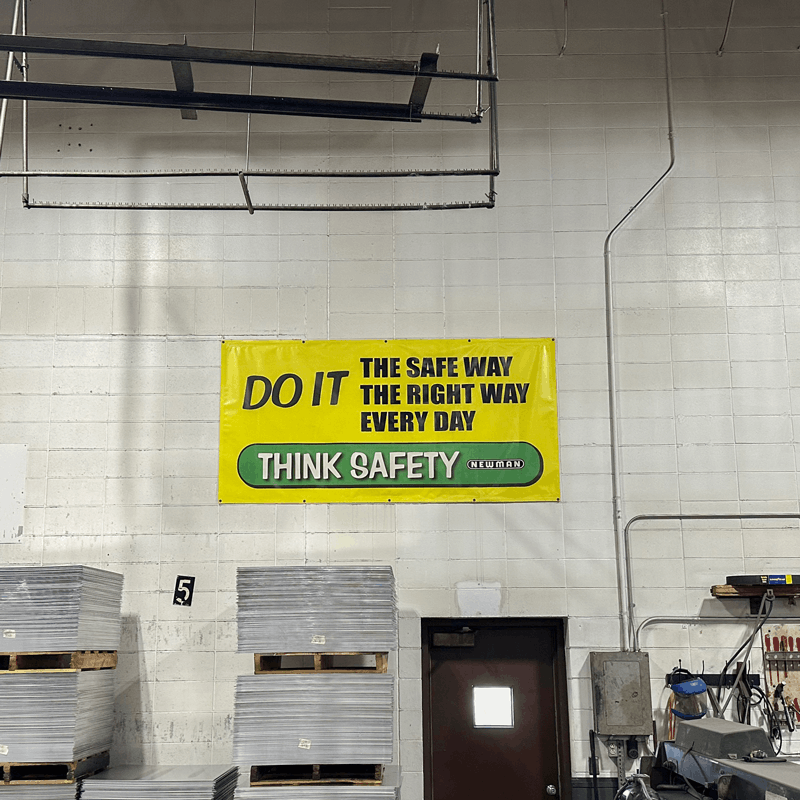 DO IT
THE SAFE WAY
THE RIGHT WAY
EVERY DAY
THINK SAFETY NEWMAN
5